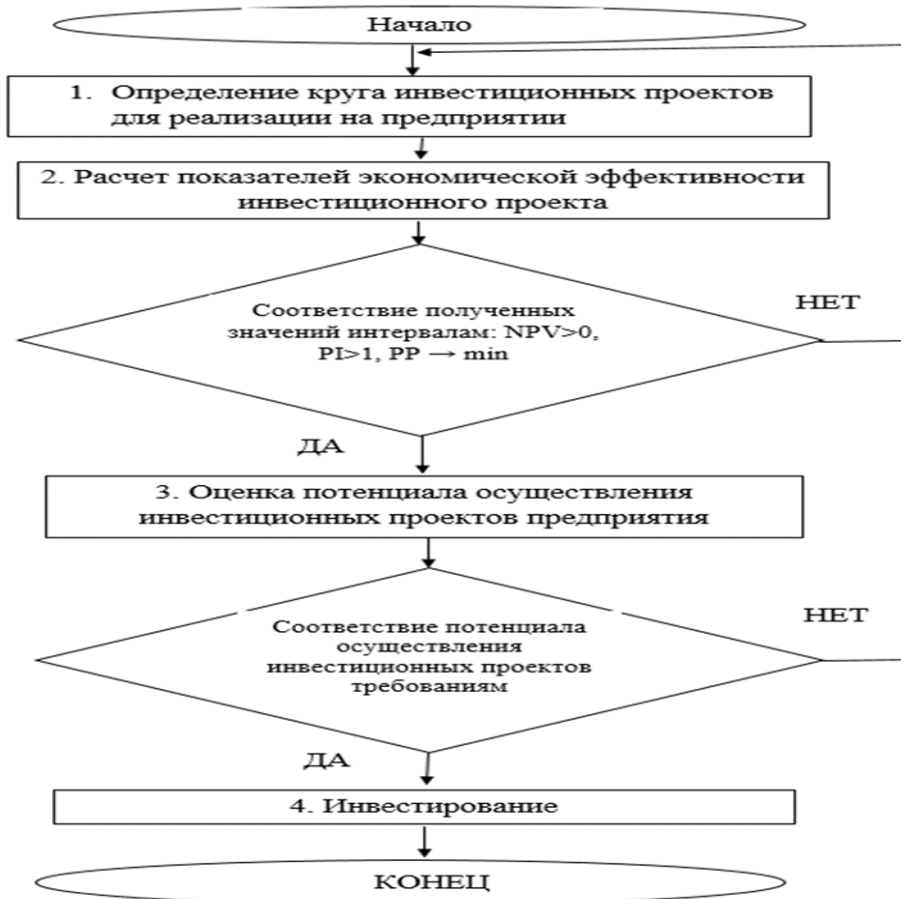 Начало
1. Определение круга инвестиционных проектов
для реализации на предприятии
2. Расчет показателей экономической эффективности
инвестиционного проекта
Соответствие полученных
значений интервалам: NPV>0,
PI>1, PP → min
НЕТ
ДА
3. Оценка потенциала осуществления
инвестиционных проектов предприятия
Соответствие потенциала
осуществления
инвестиционных проектов
требованиям
НЕТ
ДА
4. Инвестирование
КОНЕЦ